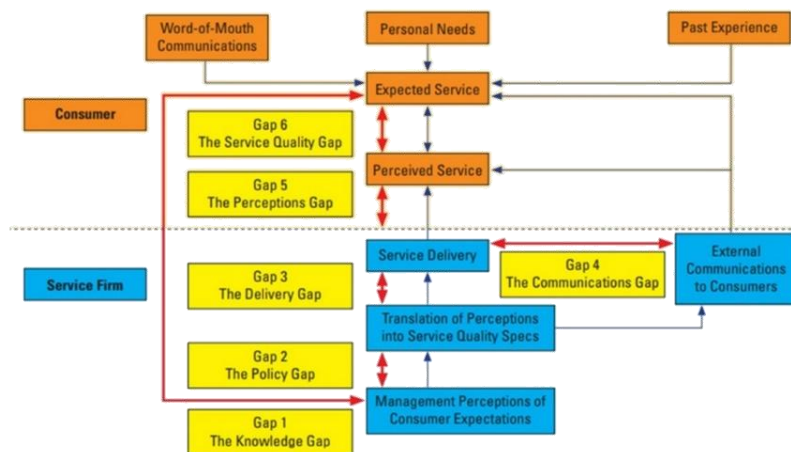 Word-of-Mouth
Communications
Personal Needs
Past Experience
Expected Service
Consumer
Gap 6
The Service Quality Gap
Perceived Service
Gap 5
The Perceptions Gap
Service Delivery
External
Communications
to Consumers
Gap 4
The Communications Gap
Service Firm
Gap 3
The Delivery Gap
Translation of Perceptions
into Service Quality Specs
Gap 2
The Policy Gap
Management Perceptions of
Consumer Expectations
Gap 1
The Knowledge Gap